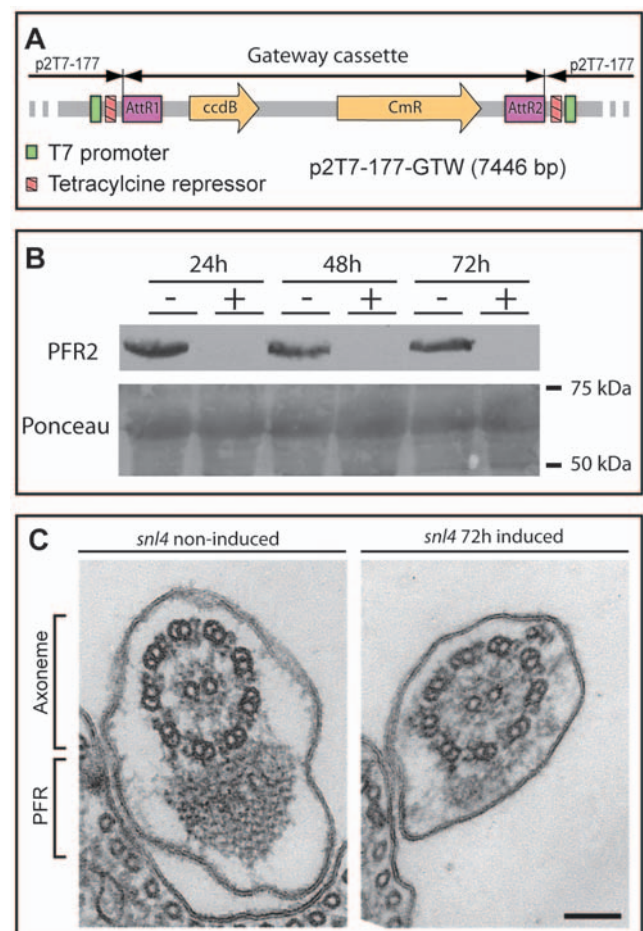 A
p2T7-177
Gateway cassette
p2T7-177
AttR1
ccdB
CmR
AttR2
T7 promoter
Tetracylcine repressor
p2T7-177-GTW (7446 bp)
B
24h
48h
72h
- + - + - +
PFR2
Ponceau
75 kDa
50 kDa
C
snl4 non-induced
snl4 72h induced
Axoneme
PFR